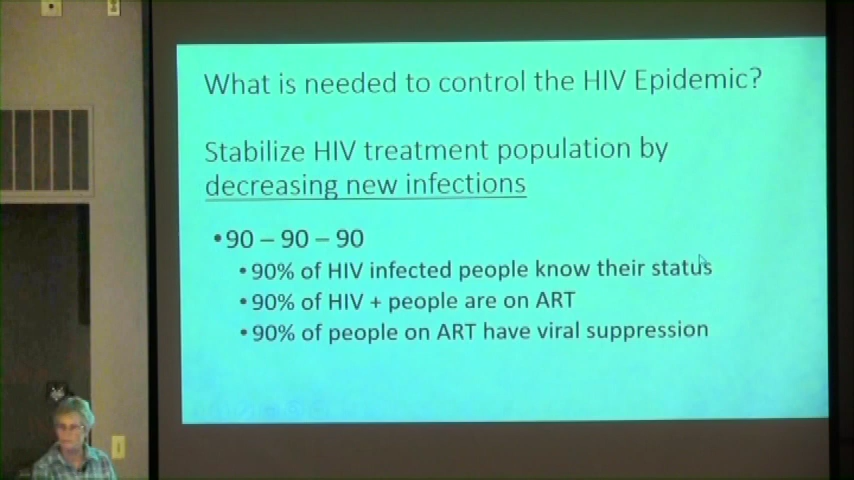 What is needed to control the HIV Epidemic?
Stabilize HIV treatment population by
decreasing new infections
•90 – 90 – 90
•90% of HIV infected people know their status
•90% of HIV + people are on ART
•90% of people on ART have viral suppression